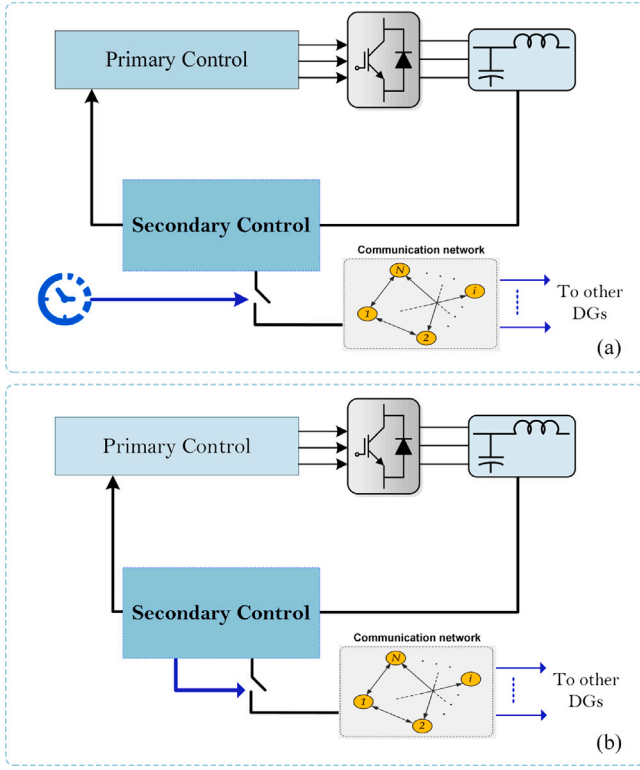 Primary Control
Secondary Control
Communication network
N
i
1
2
To other
DGs
(a)
Primary Control
Secondary Control
Communication network
N
i
1
2
To other
DGs
(b)